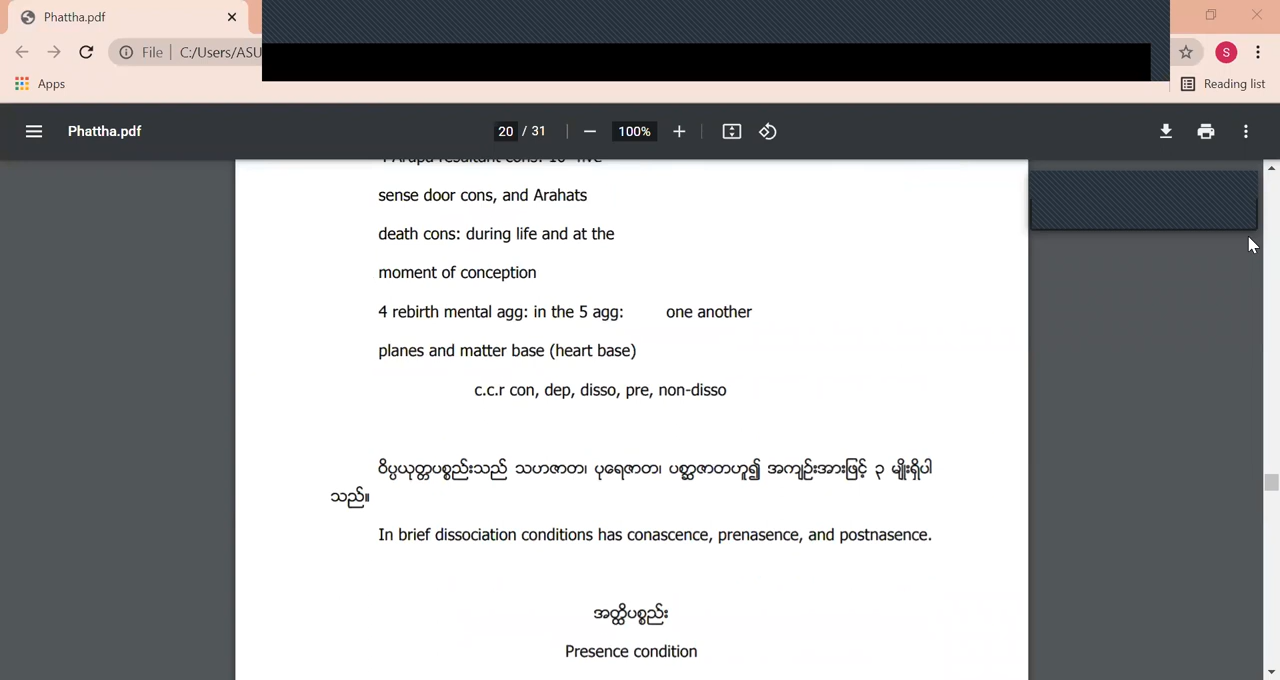 Phattha.pdf
File
C:/Users/ASU
S
Apps
Reading list
Phattha.pdf
20 / 31
100%
sense door cons, and Arahats
death cons: during life and at the
moment of conception
4 rebirth mental agg: in the 5 agg: one another
planes and matter base (heart base)
c.c.r con, dep, disso, pre, non-disso
ဝိပ္ပယုတ္တပစ္စည်းသည် သဟဇာတ၊ ပုရေဇာတ၊ ပစ္ဆာဇာတဟူ၍ အကျဉ်းအားဖြင့် ၃ မျိုးရှိပါ
သည်။
In brief dissociation conditions has conascence, prenasence, and postnasence.
အတ္ထိပစ္စည်း
Presence condition